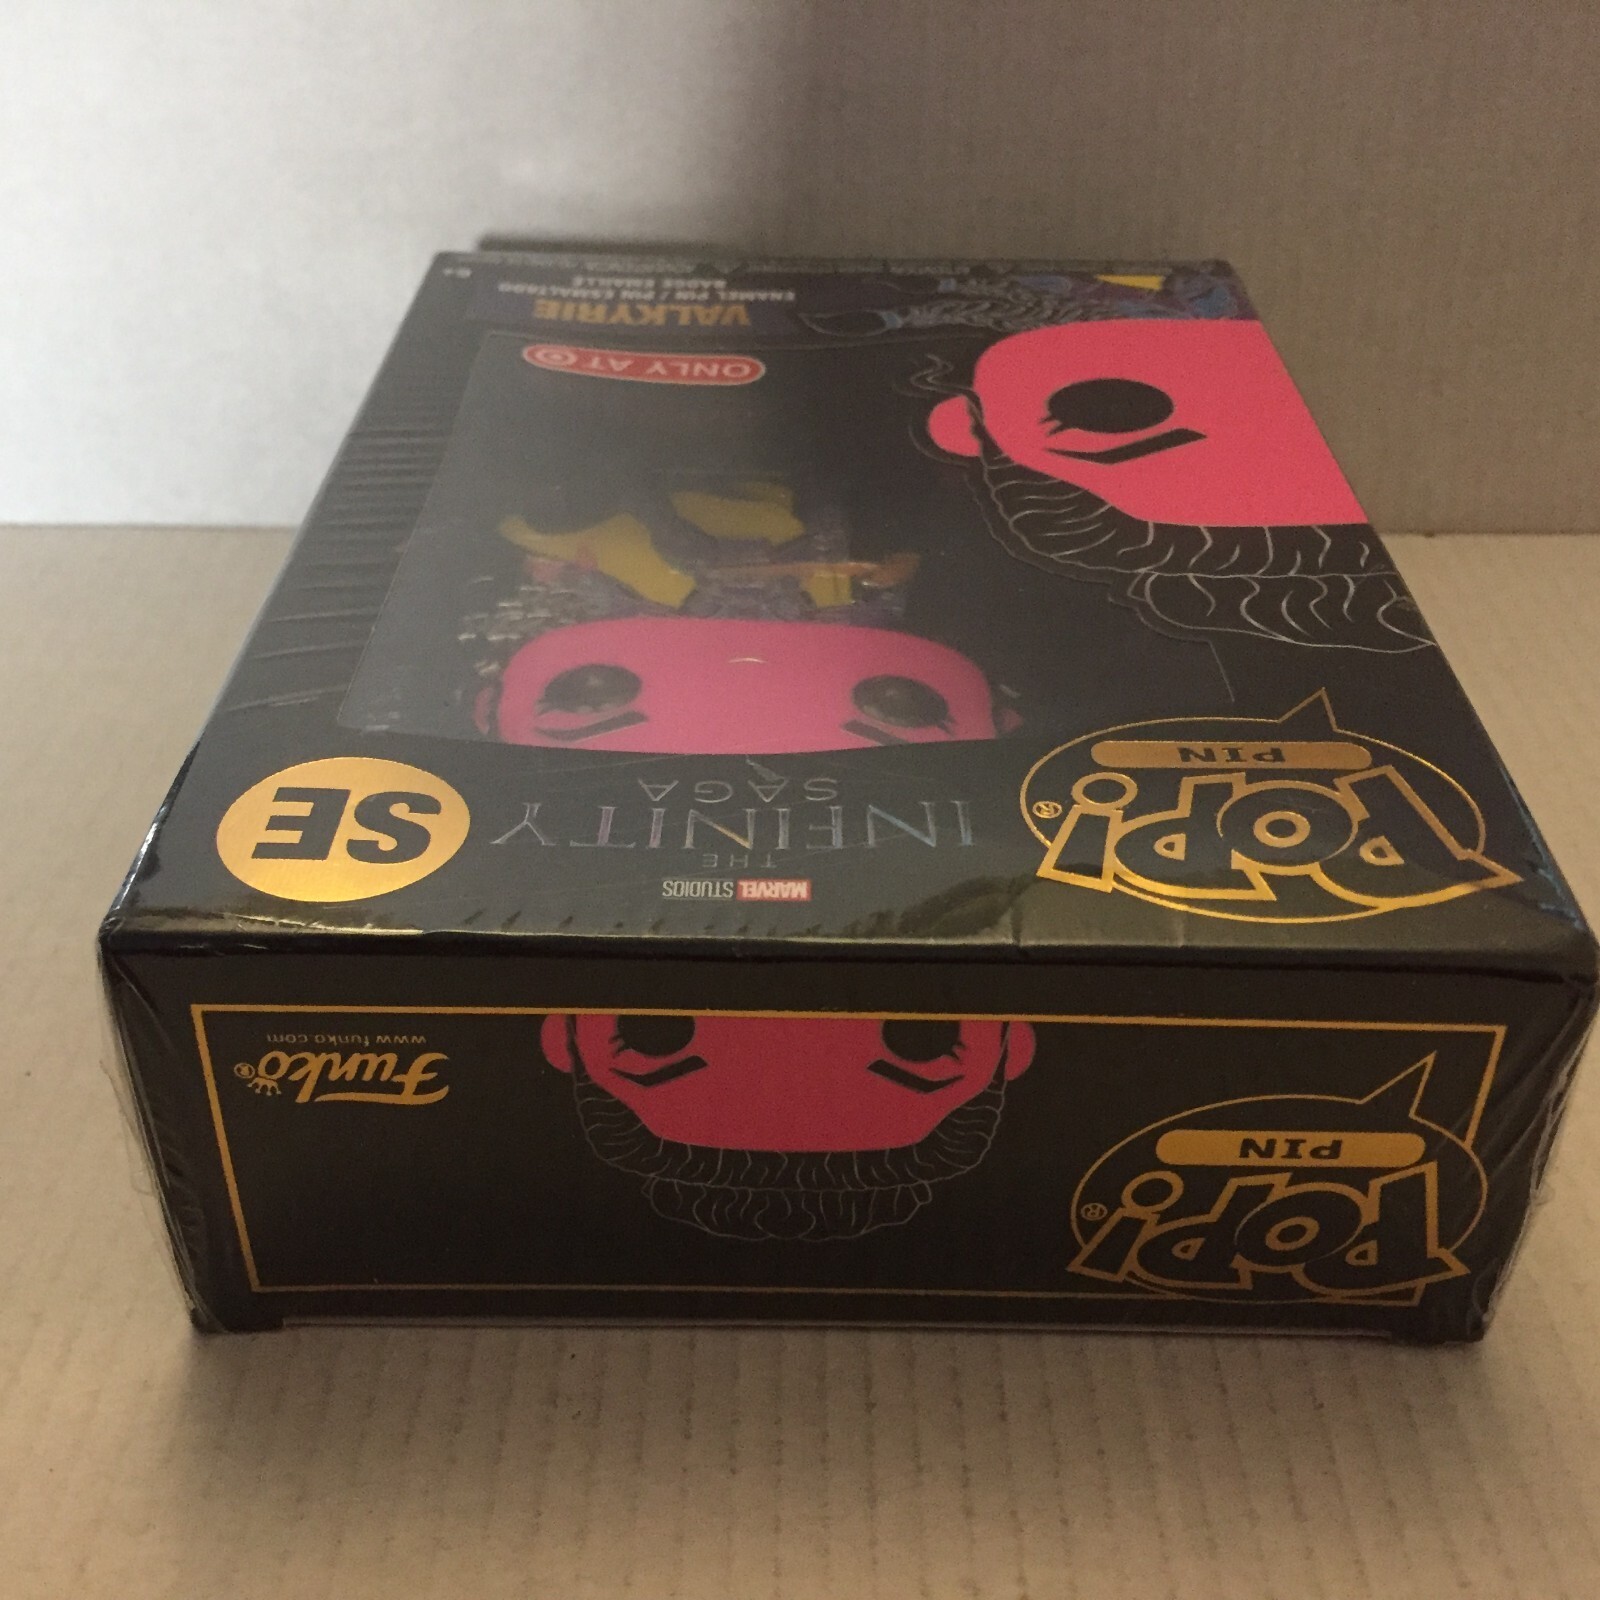 POP!®
PIN
MARVEL STUDIOS
THE
INFINITY
SAGA
SE
ONLY AT
VALKYRIE
ENAMEL PIN / PIN ESMALTADO
BADGE ÉMAILLÉ
6+
POP!®
PIN
Funko®
www.funko.com